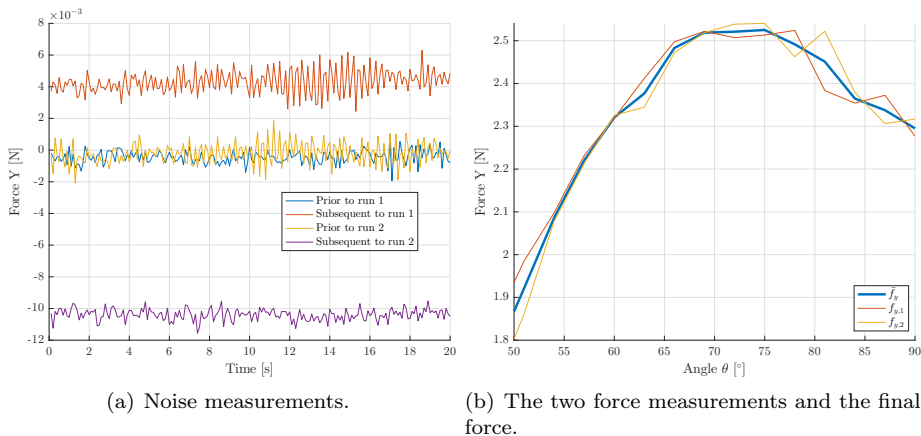 ×10⁻³
8
6
4
2
0
-2
-4
-6
-8
-10
-12
Force Y [N]
Prior to run 1
Subsequent to run 1
Prior to run 2
Subsequent to run 2
0 2 4 6 8 10 12 14 16 18 20
Time [s]
(a) Noise measurements.
2.5
2.4
2.3
2.2
2.1
2
1.9
1.8
Force Y [N]
f̄_y
f_{y,1}
f_{y,2}
50 55 60 65 70 75 80 85 90
Angle θ [°]
(b) The two force measurements and the final
force.